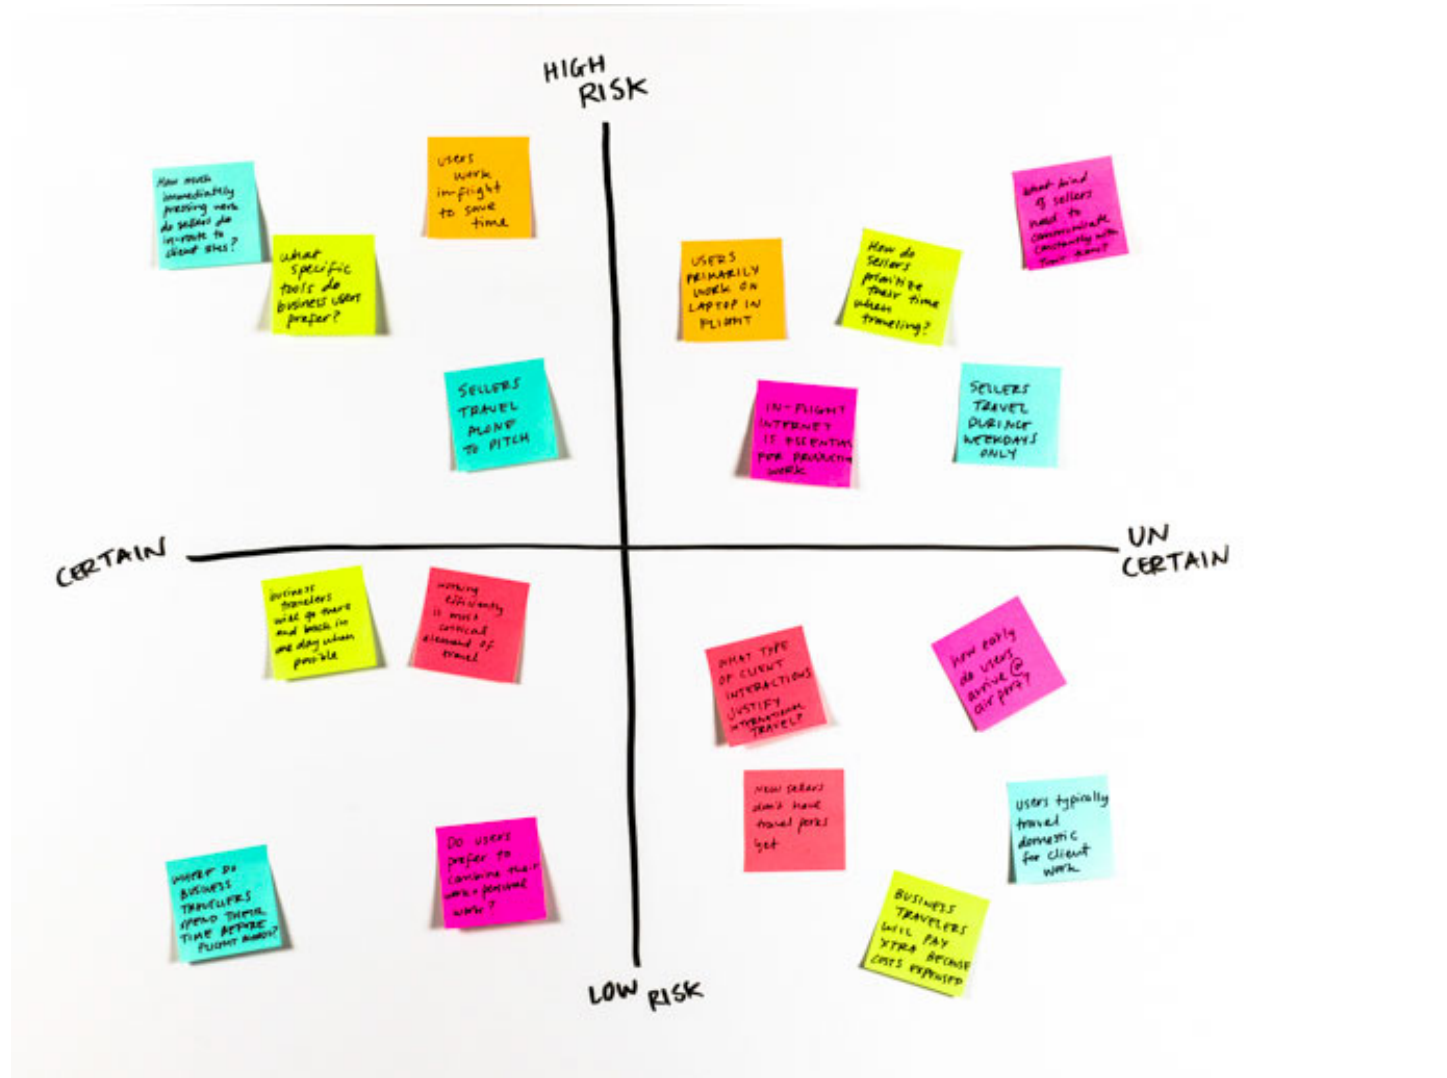 HIGH
RISK
How much
immediately
pressing work
do sellers do
in-route to
client sites?
what
specific
tools do
business users
prefer?
users
work
in-flight
to save
time
SELLERS
TRAVEL
ALONE
TO PITCH
USERS
PRIMARILY
WORK ON
LAPTOP IN
FLIGHT
How do
sellers
prioritize
their time
when
traveling?
what kind
of sellers
need to
communicate
constantly with
their team?
IN-FLIGHT
INTERNET
IS ESSENTIAL
FOR PRODUCTIVE
WORK
SELLERS
TRAVEL
DURING
WEEKDAYS
ONLY
CERTAIN
UN
CERTAIN
business
travelers
will go there
and back in
one day when
possible
working
efficiently
is most
critical
element of
travel
WHERE DO
BUSINESS
TRAVELLERS
SPEND THEIR
TIME BEFORE
FLIGHT BOARDS?
Do users
prefer to
combine their
work + personal
work?
WHAT TYPE
OF CLIENT
INTERACTIONS
JUSTIFY
INTERNATIONAL
TRAVEL?
how early
do users
arrive @
airport?
New sellers
don't have
travel perks
yet
users typically
travel
domestic
for client
work
BUSINESS
TRAVELERS
WILL PAY
XTRA BECAUSE
COSTS EXPENSED
LOW RISK